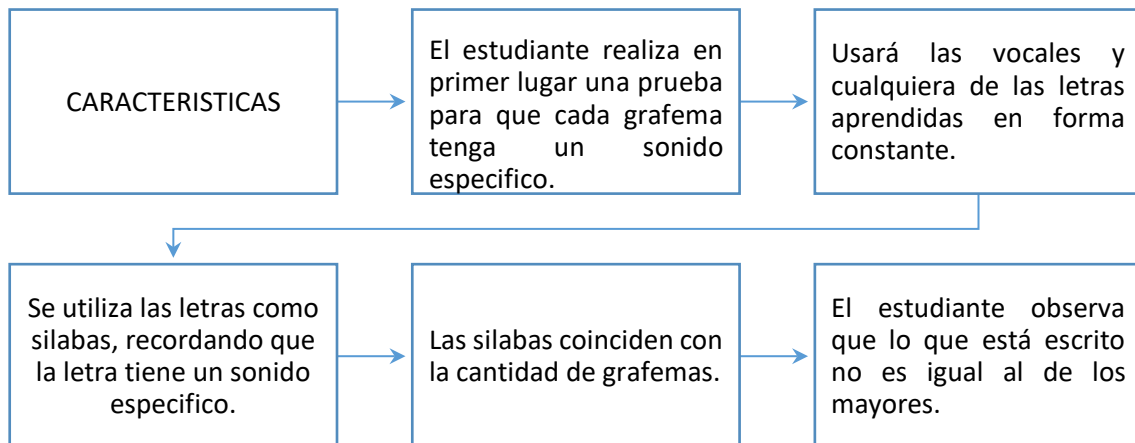 CARACTERISTICAS
El estudiante realiza en
primer lugar una prueba
para que cada grafema
tenga un sonido
especifico.
Usará las vocales y
cualquiera de las letras
aprendidas en forma
constante.
Se utiliza las letras como
silabas, recordando que
la letra tiene un sonido
especifico.
Las silabas coinciden con
la cantidad de grafemas.
El estudiante observa
que lo que está escrito
no es igual al de los
mayores.